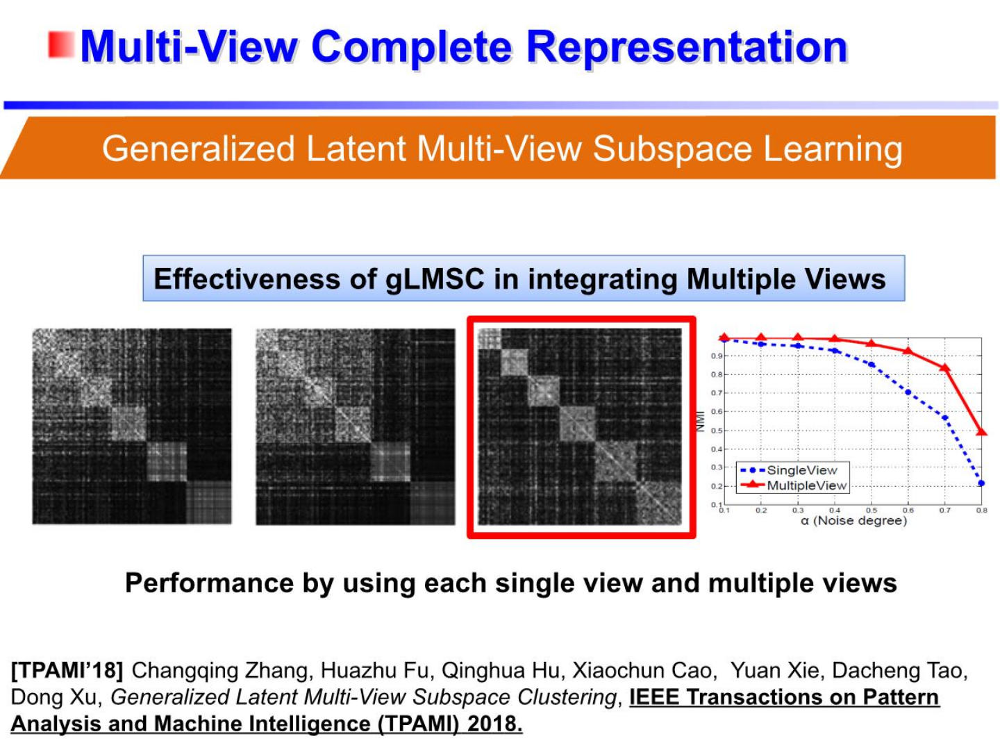 Multi-View Complete Representation
Generalized Latent Multi-View Subspace Learning
Effectiveness of gLMSC in integrating Multiple Views
0.9
0.8
0.7
0.6
0.5
0.4
0.3
0.2
0.1
NMI
SingleView
MultipleView
0.1 0.2 0.3 0.4 0.5 0.6 0.7 0.8
α (Noise degree)
Performance by using each single view and multiple views
[TPAMI’18] Changqing Zhang, Huazhu Fu, Qinghua Hu, Xiaochun Cao, Yuan Xie, Dacheng Tao,
Dong Xu, Generalized Latent Multi-View Subspace Clustering, IEEE Transactions on Pattern
Analysis and Machine Intelligence (TPAMI) 2018.